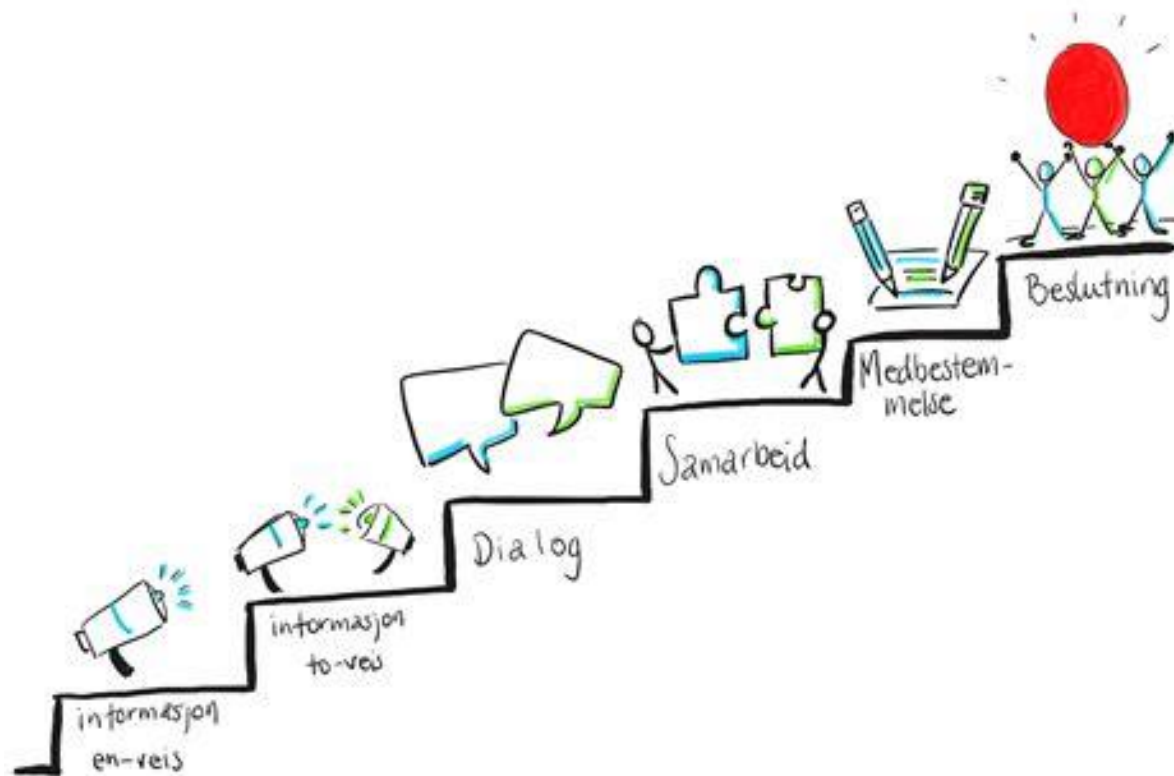 informasjon
en-veis
informasjon
to-veis
Dialog
Samarbeid
Medbestem-
melse
Beslutning